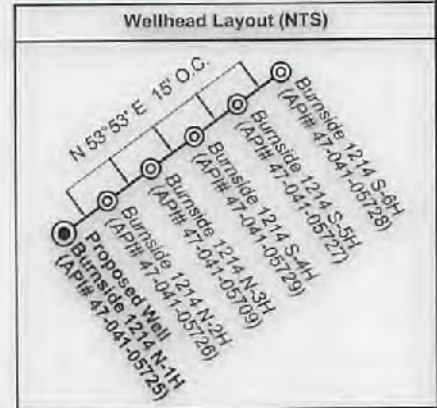 Wellhead Layout (NTS)
N 53°53' E 15' O.C.
Burnside 1214 S-6H
(API# 47-041-05728)
Burnside 1214 S-5H
(API# 47-041-05727)
Burnside 1214 S-4H
(API# 47-041-05729)
Burnside 1214 N-3H
(API# 47-041-05709)
Burnside 1214 N-2H
(API# 47-041-05726)
Proposed Well
Burnside 1214 N-1H
(API# 47-041-05725)